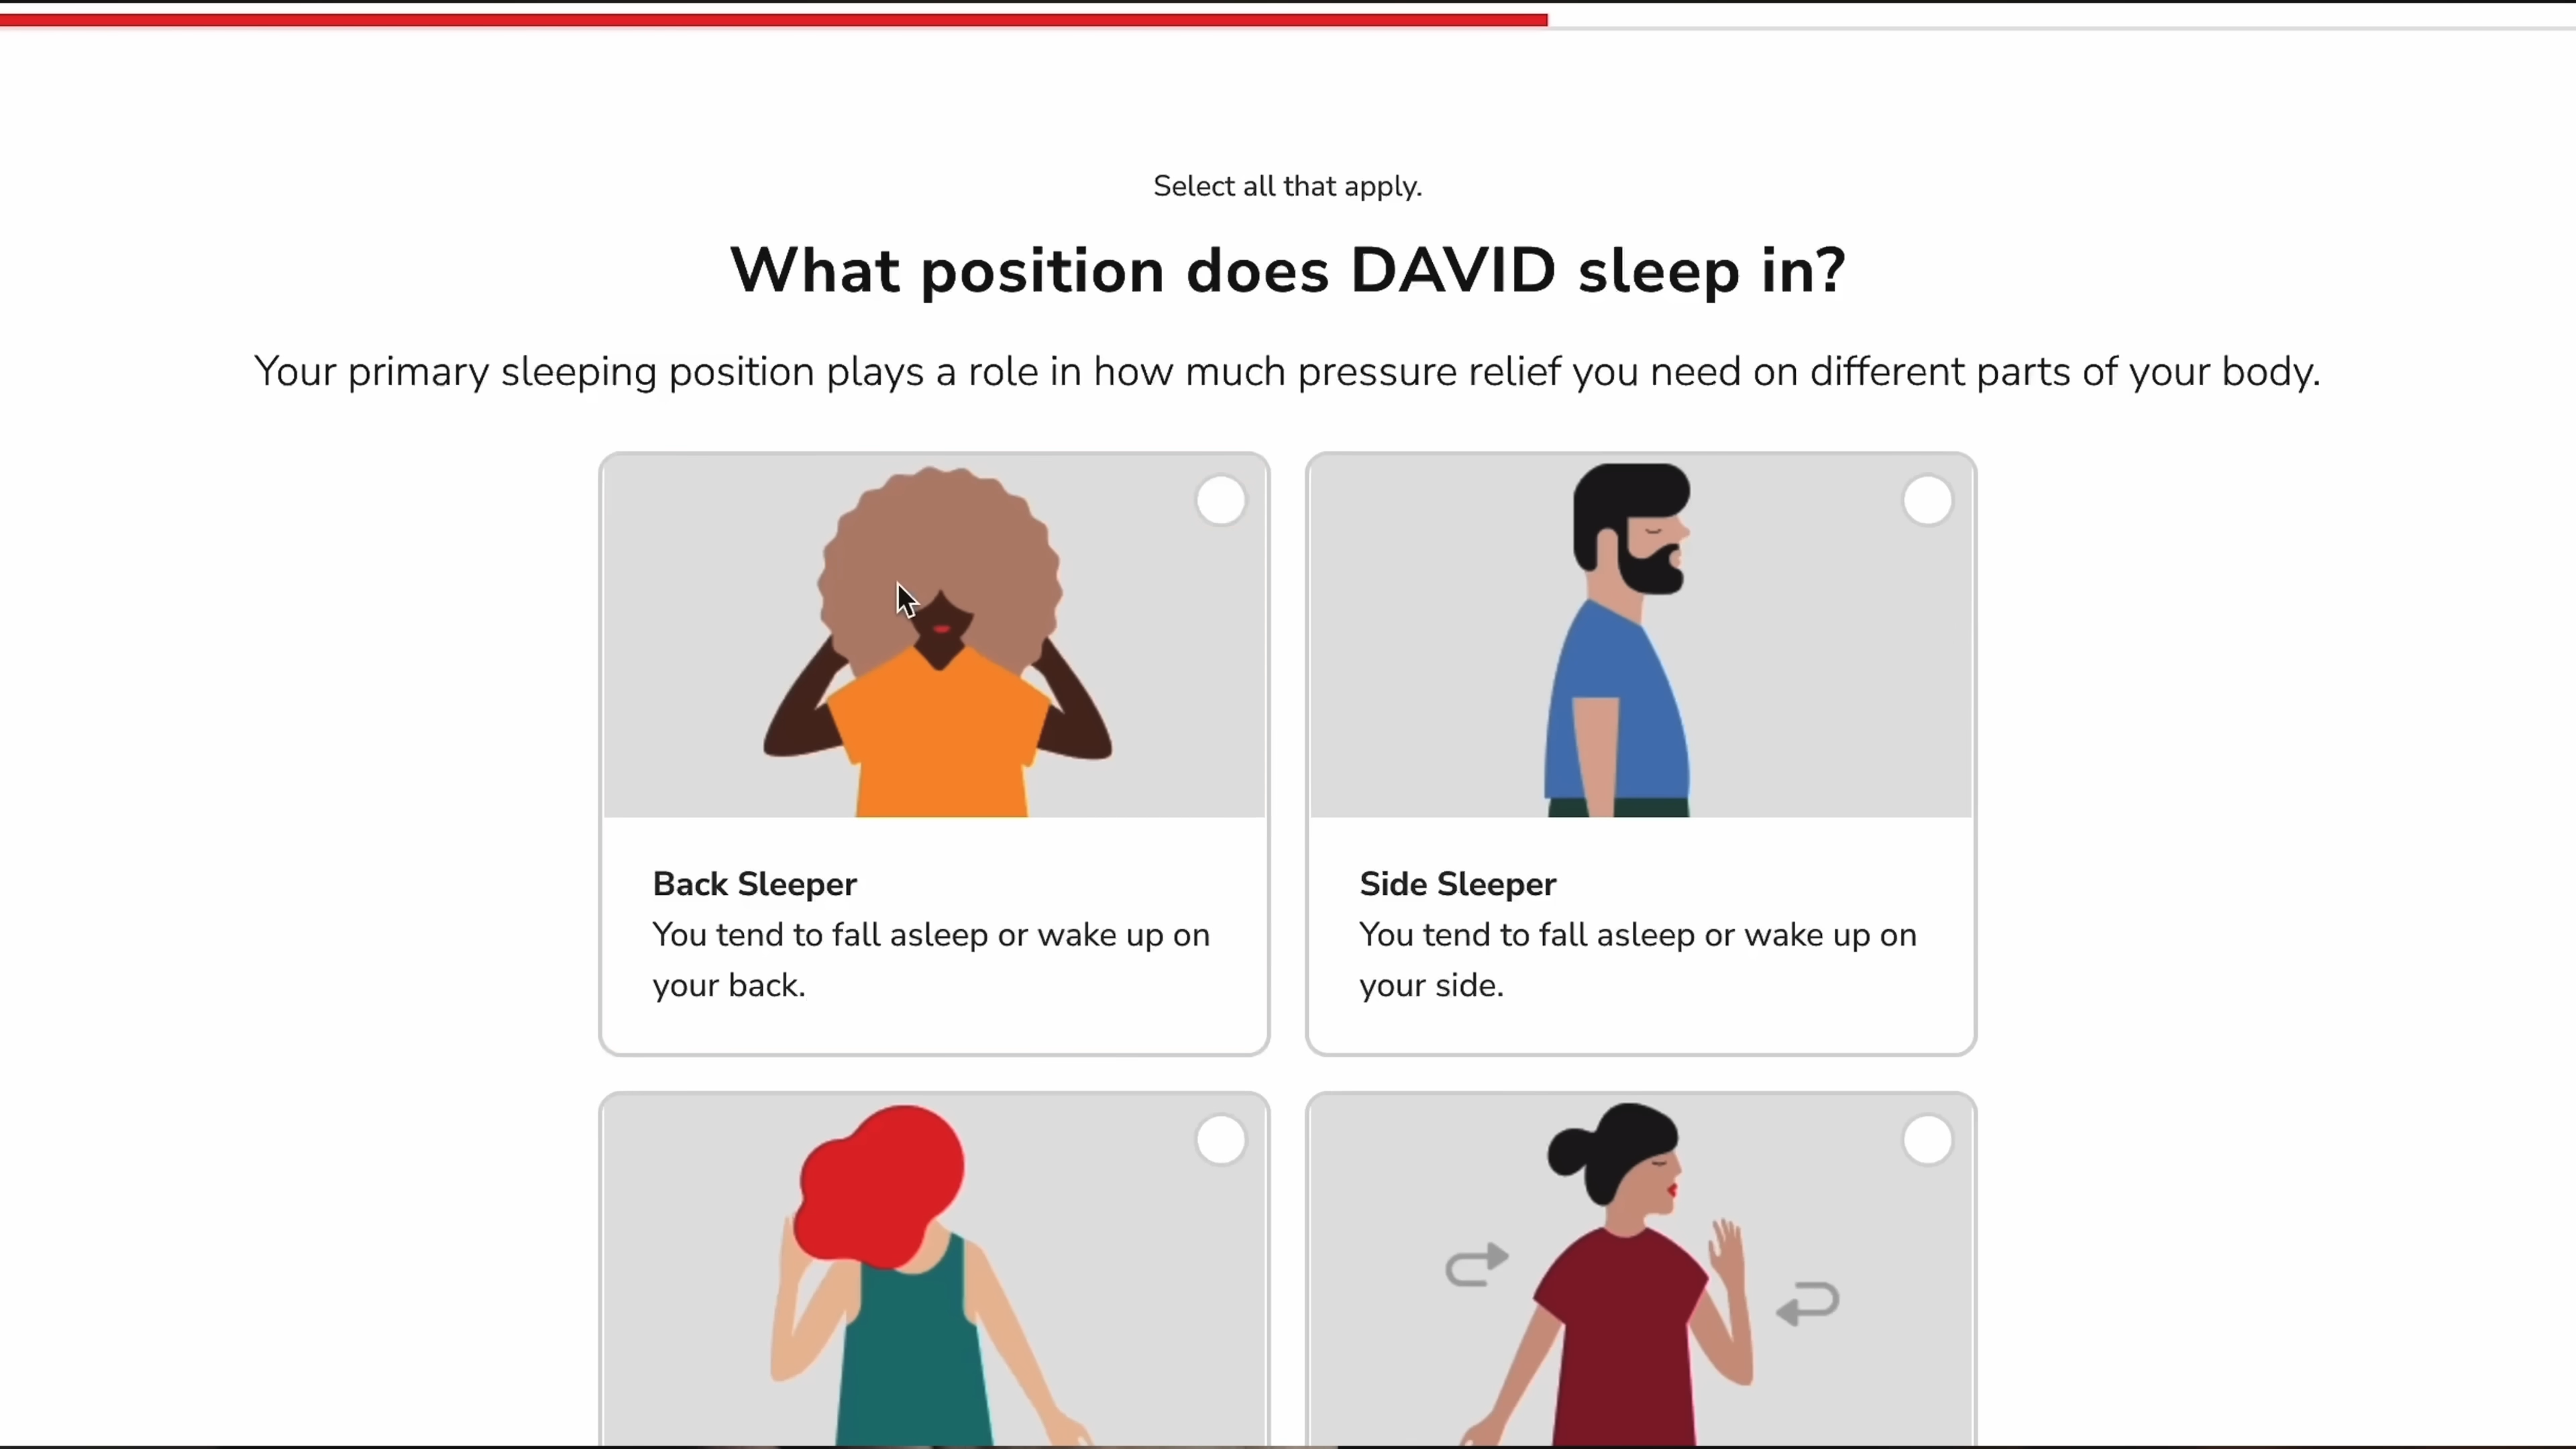 Select all that apply.
What position does DAVID sleep in?
Your primary sleeping position plays a role in how much pressure relief you need on different parts of your body.
Back Sleeper
You tend to fall asleep or wake up on
your back.
Side Sleeper
You tend to fall asleep or wake up on
your side.